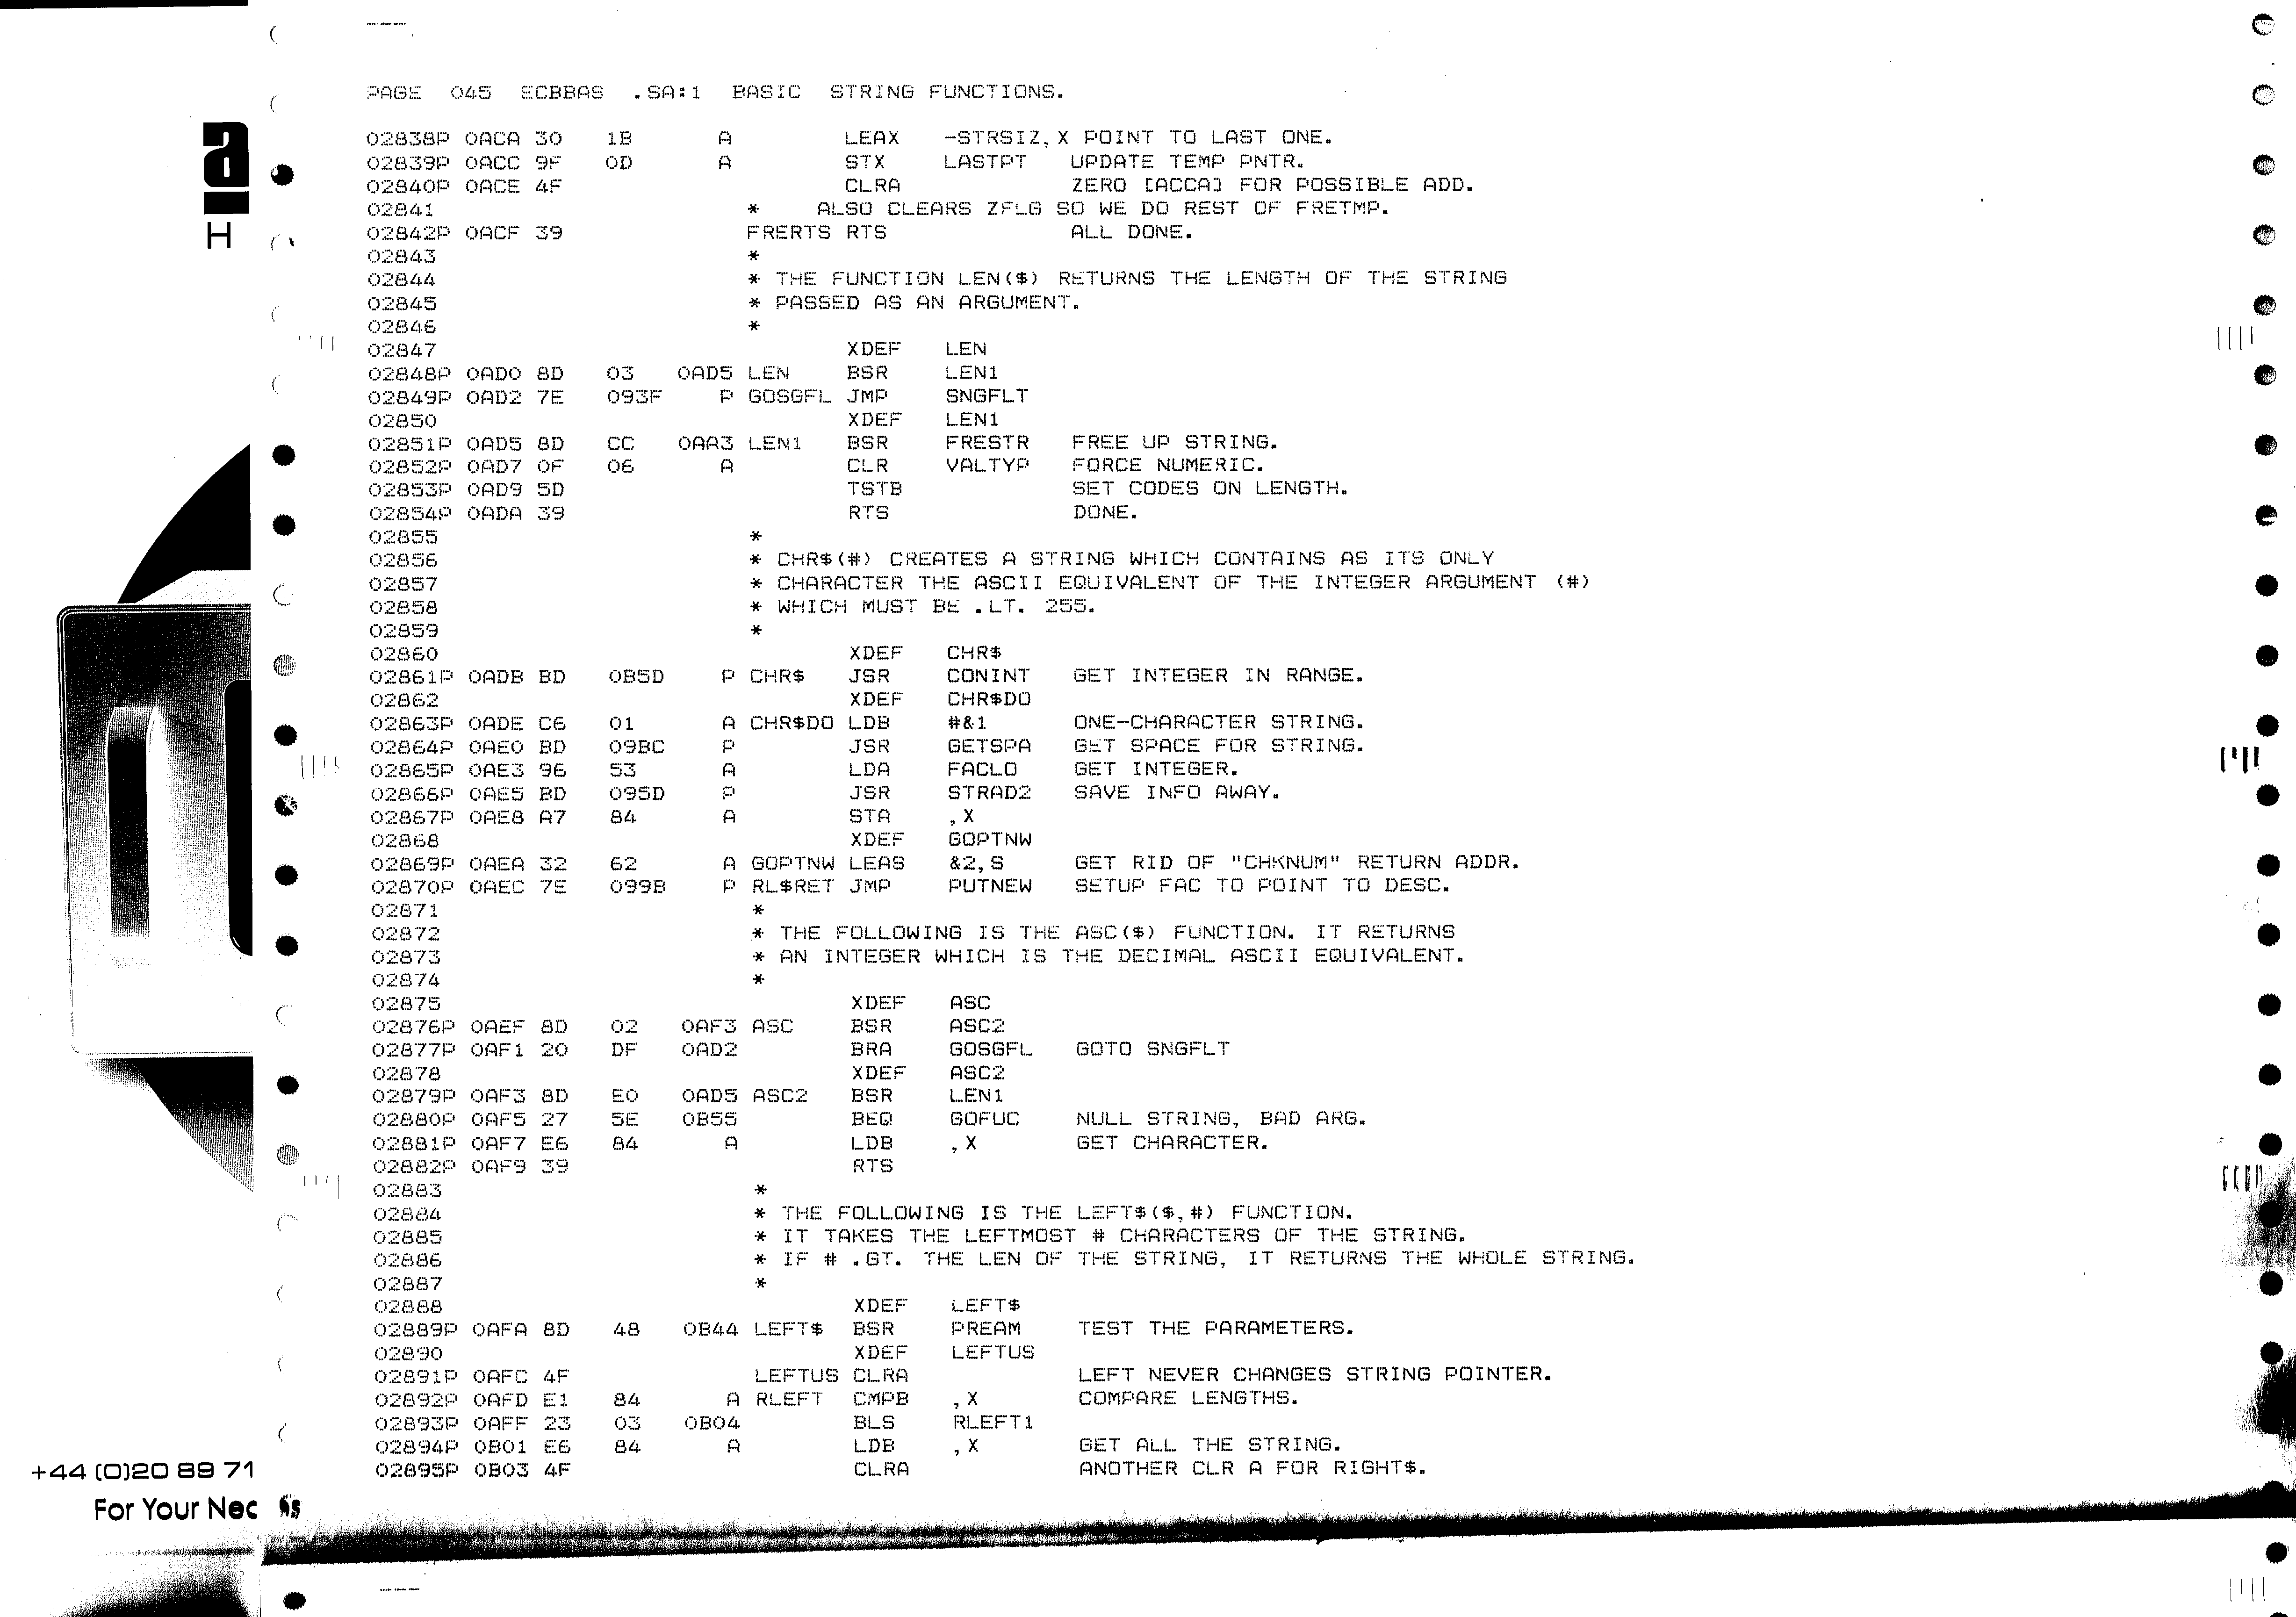 PAGE  045  ECBBAS  .SA:1  BASIC  STRING FUNCTIONS.
02838P 0ACA 30   1B      A        LEAX   -STRSIZ,X POINT TO LAST ONE.
02839P 0ACC 9F   0D      A        STX    LASTPT   UPDATE TEMP PNTR.
02840P 0ACE 4F                    CLRA            ZERO [ACCA] FOR POSSIBLE ADD.
02841                      *    ALSO CLEARS ZFLG SO WE DO REST OF FRETMP.
02842P 0ACF 39             FRERTS RTS             ALL DONE.
02843                      *
02844                      * THE FUNCTION LEN($) RETURNS THE LENGTH OF THE STRING
02845                      * PASSED AS AN ARGUMENT.
02846                      *
02847                             XDEF   LEN
02848P 0AD0 8D   03   0AD5 LEN    BSR    LEN1
02849P 0AD2 7E   093F    P GOSGFL JMP    SNGFLT
02850                             XDEF   LEN1
02851P 0AD5 8D   CC   0AA3 LEN1   BSR    FRESTR   FREE UP STRING.
02852P 0AD7 0F   06      A        CLR    VALTYP   FORCE NUMERIC.
02853P 0AD9 5D                    TSTB            SET CODES ON LENGTH.
02854P 0ADA 39                    RTS             DONE.
02855                      *
02856                      * CHR$(#) CREATES A STRING WHICH CONTAINS AS ITS ONLY
02857                      * CHARACTER THE ASCII EQUIVALENT OF THE INTEGER ARGUMENT (#)
02858                      * WHICH MUST BE .LT. 255.
02859                      *
02860                             XDEF   CHR$
02861P 0ADB BD   0B5D    P CHR$   JSR    CONINT   GET INTEGER IN RANGE.
02862                             XDEF   CHR$DO
02863P 0ADE C6   01      A CHR$DO LDB    #&1      ONE-CHARACTER STRING.
02864P 0AE0 BD   09BC    P        JSR    GETSPA   GET SPACE FOR STRING.
02865P 0AE3 96   53      A        LDA    FACLO    GET INTEGER.
02866P 0AE5 BD   095D    P        JSR    STRAD2   SAVE INFO AWAY.
02867P 0AE8 A7   84      A        STA    ,X
02868                             XDEF   GOPTNW
02869P 0AEA 32   62      A GOPTNW LEAS   &2,S     GET RID OF "CHKNUM" RETURN ADDR.
02870P 0AEC 7E   099B    P RL$RET JMP    PUTNEW   SETUP FAC TO POINT TO DESC.
02871                      *
02872                      * THE FOLLOWING IS THE ASC($) FUNCTION. IT RETURNS
02873                      * AN INTEGER WHICH IS THE DECIMAL ASCII EQUIVALENT.
02874                      *
02875                             XDEF   ASC
02876P 0AEF 8D   02   0AF3 ASC    BSR    ASC2
02877P 0AF1 20   DF   0AD2        BRA    GOSGFL   GOTO SNGFLT
02878                             XDEF   ASC2
02879P 0AF3 8D   E0   0AD5 ASC2   BSR    LEN1
02880P 0AF5 27   5E   0B55        BEQ    GOFUC    NULL STRING, BAD ARG.
02881P 0AF7 E6   84      A        LDB    ,X       GET CHARACTER.
02882P 0AF9 39                    RTS
02883                      *
02884                      * THE FOLLOWING IS THE LEFT$($,#) FUNCTION.
02885                      * IT TAKES THE LEFTMOST # CHARACTERS OF THE STRING.
02886                      * IF # .GT. THE LEN OF THE STRING, IT RETURNS THE WHOLE STRING.
02887                      *
02888                             XDEF   LEFT$
02889P 0AFA 8D   48   0B44 LEFT$  BSR    PREAM    TEST THE PARAMETERS.
02890                             XDEF   LEFTUS
02891P 0AFC 4F             LEFTUS CLRA            LEFT NEVER CHANGES STRING POINTER.
02892P 0AFD E1   84      A RLEFT  CMPB   ,X       COMPARE LENGTHS.
02893P 0AFF 23   03   0B04        BLS    RLEFT1
02894P 0B01 E6   84      A        LDB    ,X       GET ALL THE STRING.
02895P 0B03 4F                    CLRA            ANOTHER CLR A FOR RIGHT$.
a
H
+44 (0)20 89 71
For Your